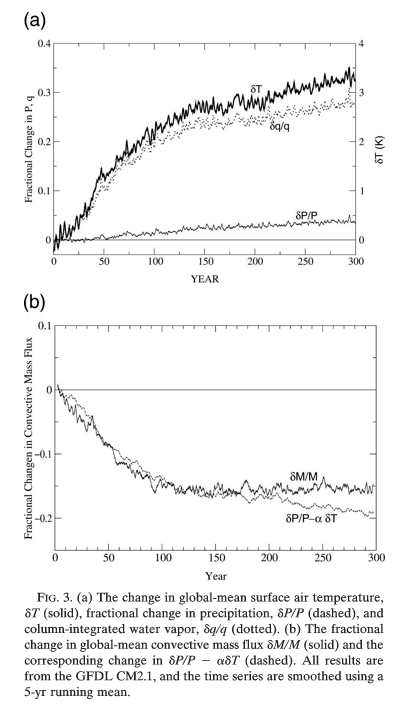 (a)
0.4
4
Fractional Change in P, q
0.3
3
δT
0.2
2
δT (K)
δq/q
0.1
1
δP/P
0
0
0
50
100
150
200
250
300
YEAR
(b)
0.1
Fractional Changen in Convective Mass Flux
0
−0.1
δM/M
−0.2
δP/P−α δT
0
50
100
150
200
250
300
Year
FIG. 3. (a) The change in global-mean surface air temperature,
δT (solid), fractional change in precipitation, δP/P (dashed), and
column-integrated water vapor, δq/q (dotted). (b) The fractional
change in global-mean convective mass flux δM/M (solid) and the
corresponding change in δP/P − αδT (dashed). All results are
from the GFDL CM2.1, and the time series are smoothed using a
5-yr running mean.